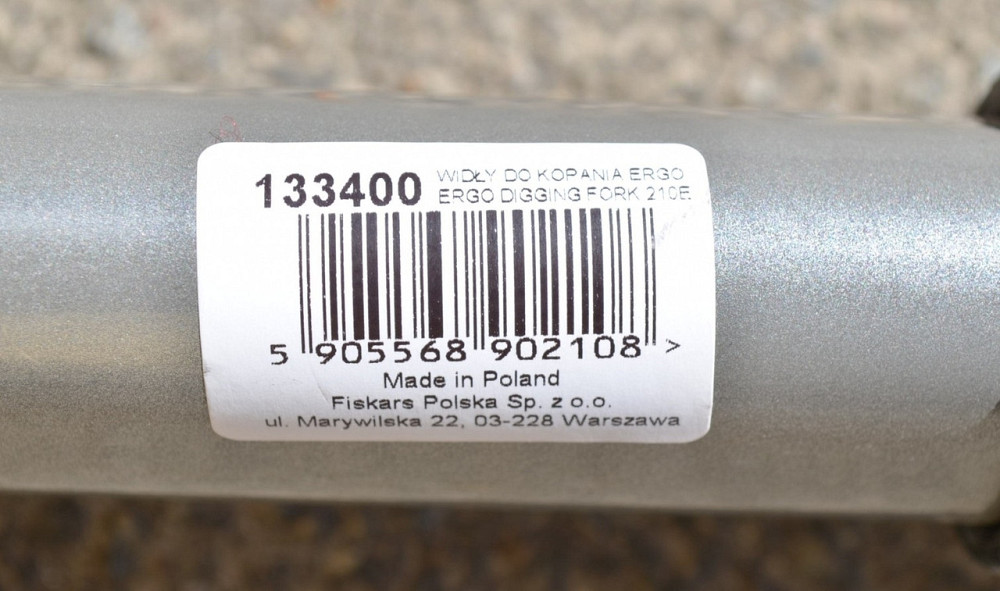 133400
WIDŁY DO KOPANIA ERGO
ERGO DIGGING FORK 210E
5 905568 902108 >
Made in Poland
Fiskars Polska Sp. z o.o.
ul. Marywilska 22, 03-228 Warszawa